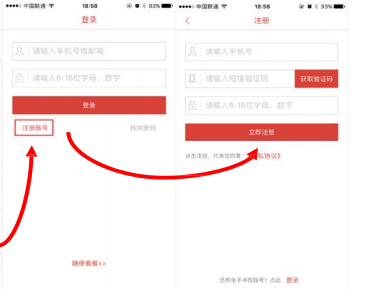 中国联通 18:58 93%
登录
请输入手机号或邮箱
请输入6-16位字母、数字
登录
注册账号
找回密码
随便看看>>
中国联通 18:58 93%
注册
请输入手机号
请输入短信验证码
获取验证码
请输入6-16位字母、数字
立即注册
点击注册，代表您同意
私协议》
已有电子书包账号？点此 登录